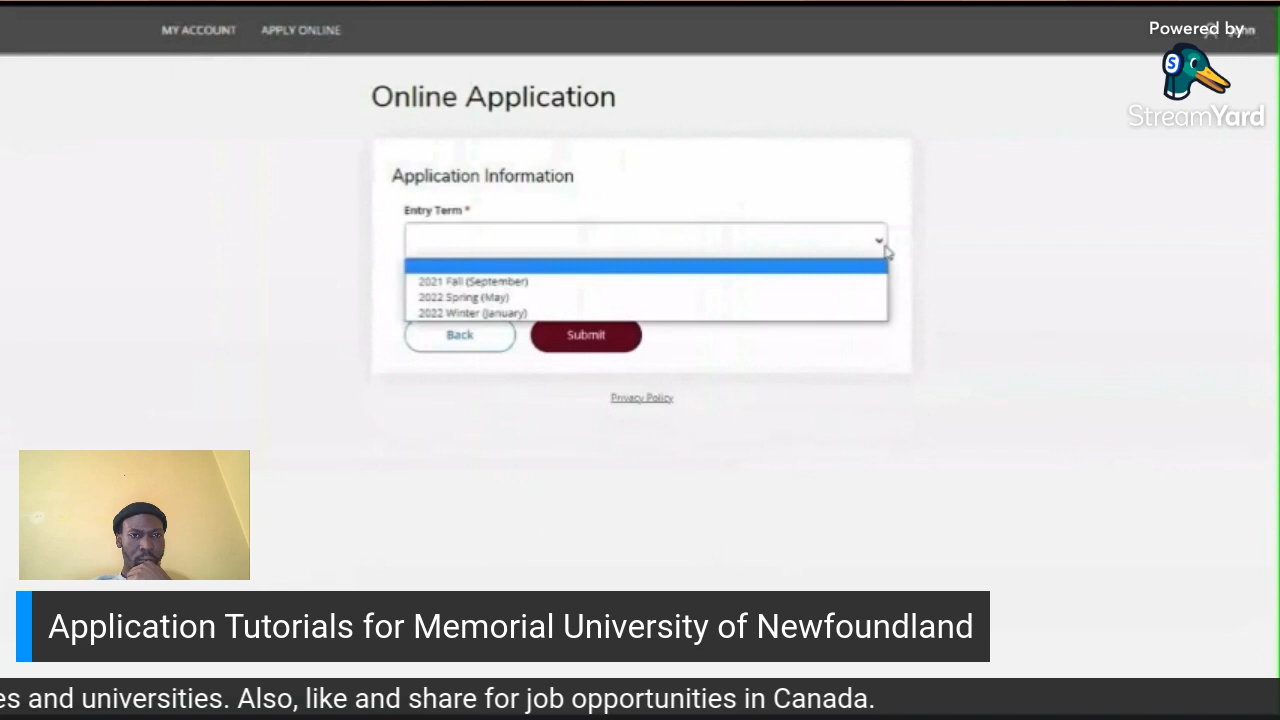 MY ACCOUNT
APPLY ONLINE
Powered by
StreamYard
Online Application
Application Information
Entry Term *
2021 Fall (September)
2022 Spring (May)
2022 Winter (January)
Back
Submit
Privacy Policy
Application Tutorials for Memorial University of Newfoundland
es and universities. Also, like and share for job opportunities in Canada.